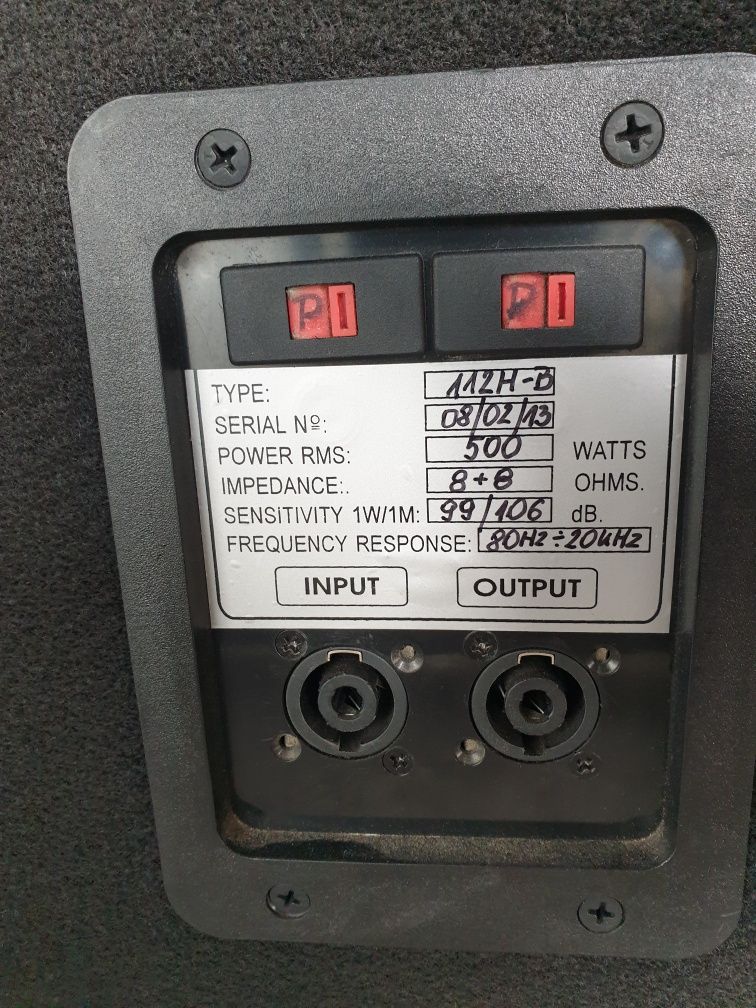 P I P I
TYPE: 112H-B
SERIAL Nº: 08/02/13
POWER RMS: 500 WATTS
IMPEDANCE:. 8+8 OHMS.
SENSITIVITY 1W/1M: 99/106 dB.
FREQUENCY RESPONSE: 80Hz÷20kHz
INPUT OUTPUT